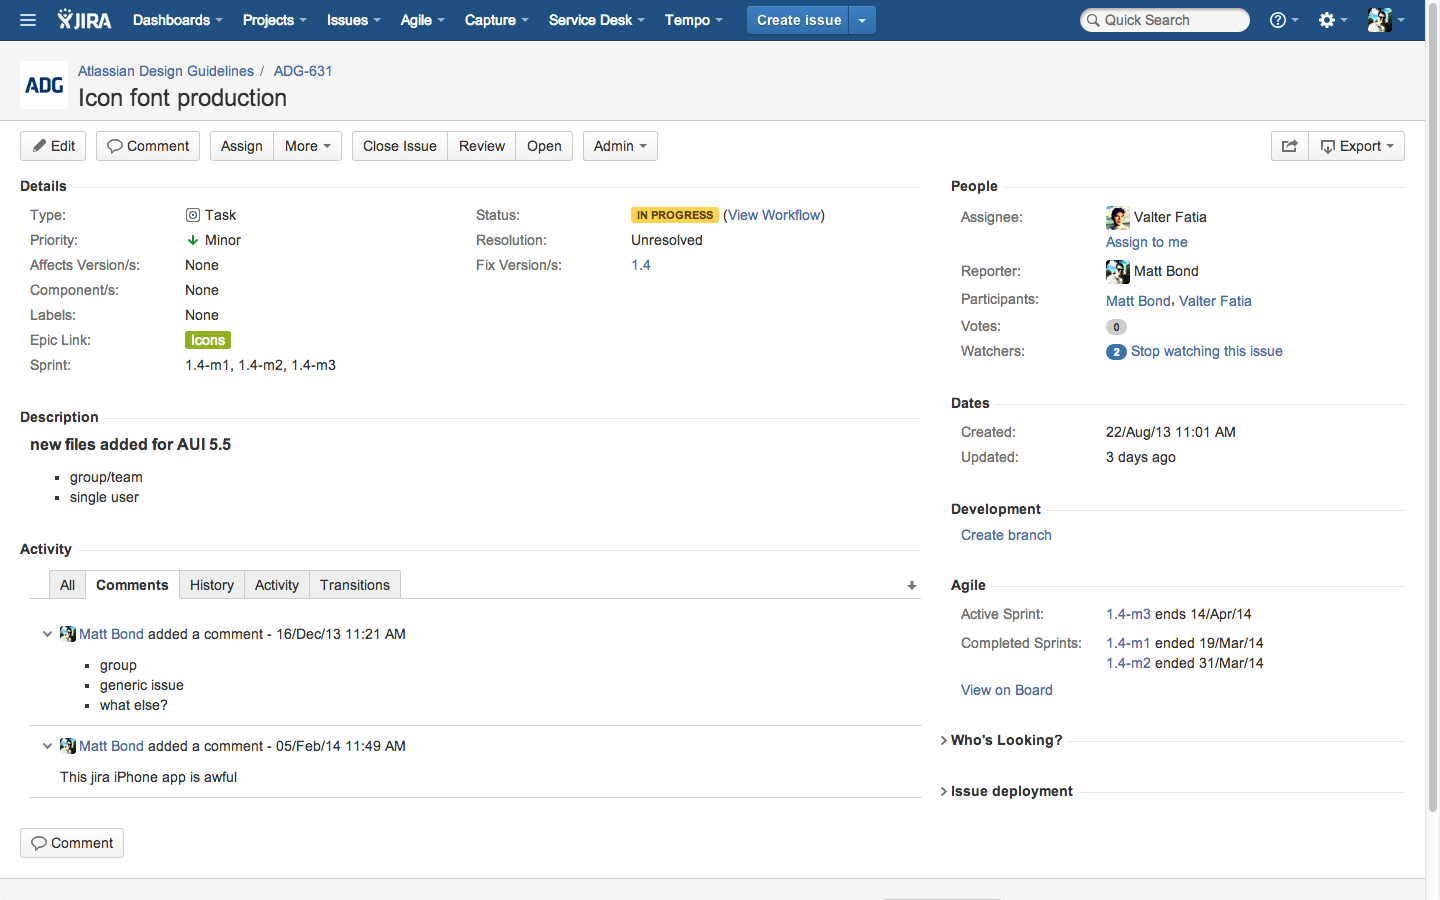 JIRA Dashboards Projects Issues Agile Capture Service Desk Tempo Create issue Quick Search
ADG
Atlassian Design Guidelines / ADG-631
Icon font production
Edit Comment Assign More Close Issue Review Open Admin Export
Details
Type: Task
Priority: Minor
Affects Version/s: None
Component/s: None
Labels: None
Epic Link: Icons
Sprint: 1.4-m1, 1.4-m2, 1.4-m3
Status: IN PROGRESS (View Workflow)
Resolution: Unresolved
Fix Version/s: 1.4
Description
new files added for AUI 5.5
group/team
single user
Activity
All Comments History Activity Transitions
Matt Bond added a comment - 16/Dec/13 11:21 AM
group
generic issue
what else?
Matt Bond added a comment - 05/Feb/14 11:49 AM
This jira iPhone app is awful
Comment
People
Assignee: Valter Fatia
Assign to me
Reporter: Matt Bond
Participants: Matt Bond, Valter Fatia
Votes: 0
Watchers: 2 Stop watching this issue
Dates
Created: 22/Aug/13 11:01 AM
Updated: 3 days ago
Development
Create branch
Agile
Active Sprint: 1.4-m3 ends 14/Apr/14
Completed Sprints: 1.4-m1 ended 19/Mar/14
1.4-m2 ended 31/Mar/14
View on Board
Who's Looking?
Issue deployment